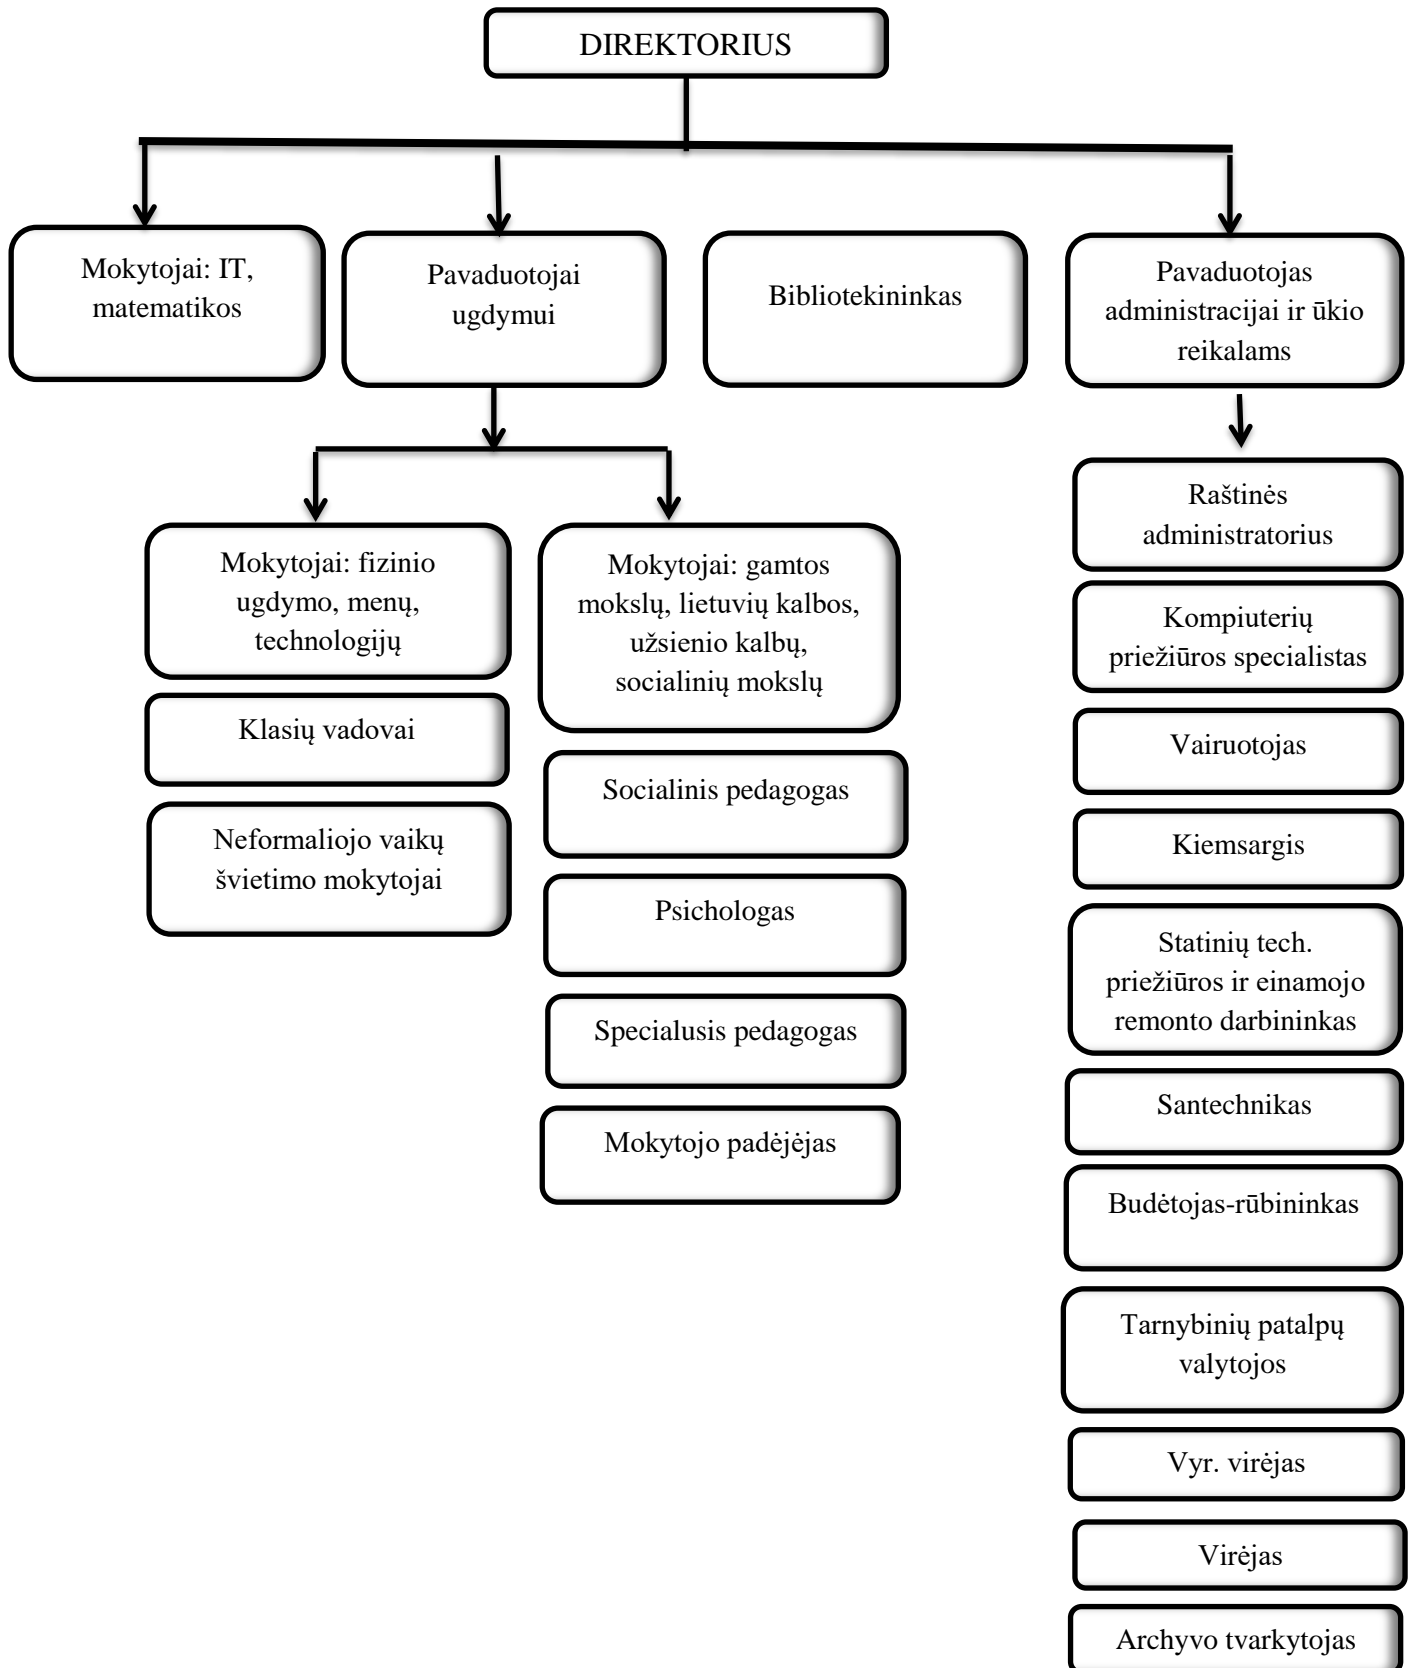 DIREKTORIUS
Mokytojai: IT,
matematikos
Pavaduotojai
ugdymui
Bibliotekininkas
Pavaduotojas
administracijai ir ūkio
reikalams
Mokytojai: fizinio
ugdymo, menų,
technologijų
Klasių vadovai
Neformaliojo vaikų
švietimo mokytojai
Mokytojai: gamtos
mokslų, lietuvių kalbos,
užsienio kalbų,
socialinių mokslų
Socialinis pedagogas
Psichologas
Specialusis pedagogas
Mokytojo padėjėjas
Raštinės
administratorius
Kompiuterių
priežiūros specialistas
Vairuotojas
Kiemsargis
Statinių tech.
priežiūros ir einamojo
remonto darbininkas
Santechnikas
Budėtojas-rūbininkas
Tarnybinių patalpų
valytojos
Vyr. virėjas
Virėjas
Archyvo tvarkytojas